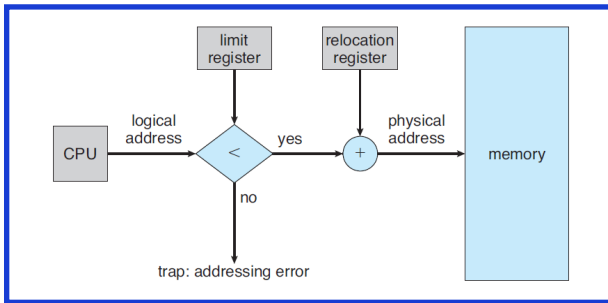 limit
register
relocation
register
logical
address
physical
address
CPU
<
yes
+
memory
no
trap: addressing error